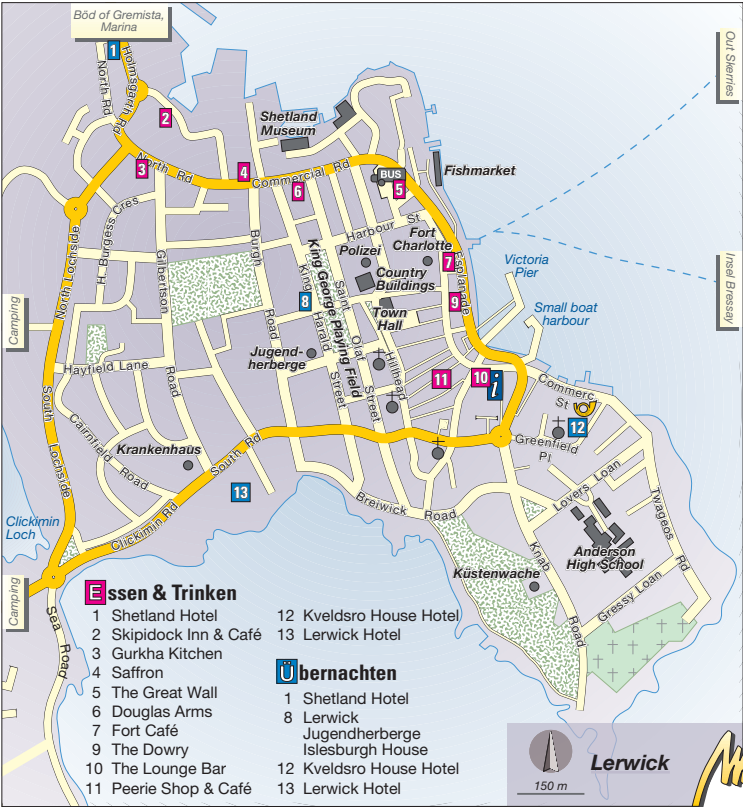 Böd of Gremista,
Marina
Out Skerries
1
Holmsgarth Rd
North Rd
2
Shetland
Museum
3
North Rd
4
Commercial Rd
BUS
5
6
Fishmarket
H. Burgess Cres
Harbour St
Fort
Charlotte
Polizei
7
Esplanade
Victoria
Pier
Insel Bressay
North Lochside
Gilbertson
Road
Burgh
Road
King George Playing Field
King
Harald
Street
Saint
Olaf
Street
Country
Buildings
8
9
Small boat
harbour
Camping
Town
Hall
Jugend-
herberge
Hillhead
Hayfield Lane
11
10
i
Commerc
St
South
Lochside
Cairnfield Road
Krankenhaus
South Rd
12
Greenfield
Pl
13
Lovers Loan
Breiwick Road
Clickimin
Loch
Clickimin Rd
Twageos
Rd
Anderson
High School
Knab
Road
Küstenwache
Gressy Loan
Camping
Sea
Road
Essen & Trinken
1 Shetland Hotel
2 Skipidock Inn & Café
3 Gurkha Kitchen
4 Saffron
5 The Great Wall
6 Douglas Arms
7 Fort Café
9 The Dowry
10 The Lounge Bar
11 Peerie Shop & Café
12 Kveldsro House Hotel
13 Lerwick Hotel
Übernachten
1 Shetland Hotel
8 Lerwick
Jugendherberge
Islesburgh House
12 Kveldsro House Hotel
13 Lerwick Hotel
150 m
Lerwick